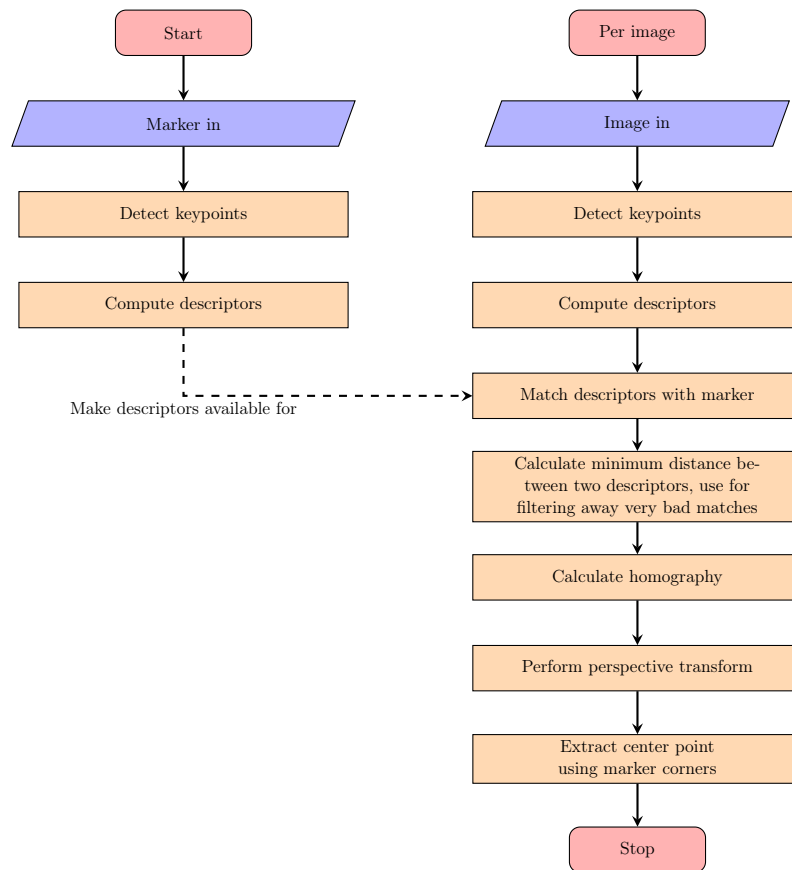 Start
Marker in
Detect keypoints
Compute descriptors
Make descriptors available for
Per image
Image in
Detect keypoints
Compute descriptors
Match descriptors with marker
Calculate minimum distance be-
tween two descriptors, use for
filtering away very bad matches
Calculate homography
Perform perspective transform
Extract center point
using marker corners
Stop